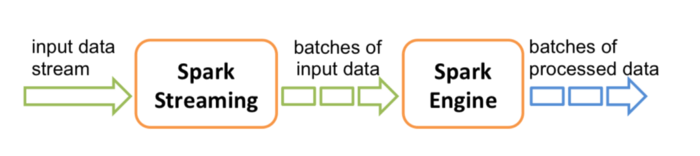 input data
stream
Spark
Streaming
batches of
input data
Spark
Engine
batches of
processed data